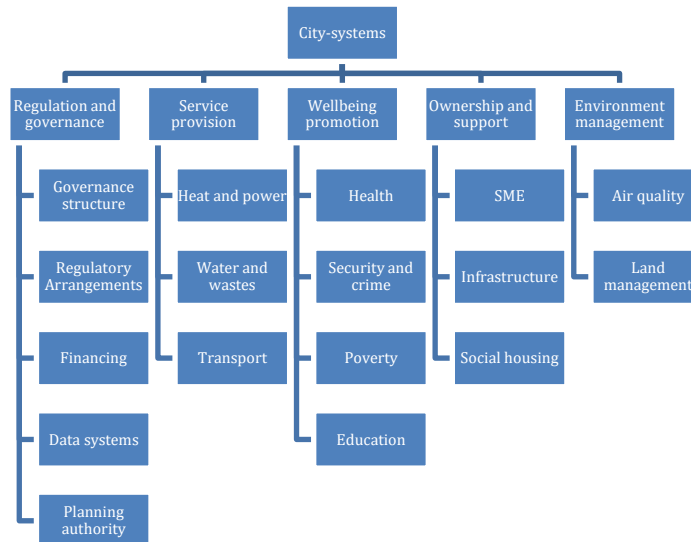 City-systems
Regulation and
governance
Service
provision
Wellbeing
promotion
Ownership and
support
Environment
management
Governance
structure
Heat and power
Health
SME
Air quality
Regulatory
Arrangements
Water and
wastes
Security and
crime
Infrastructure
Land
management
Financing
Transport
Poverty
Social housing
Data systems
Education
Planning
authority